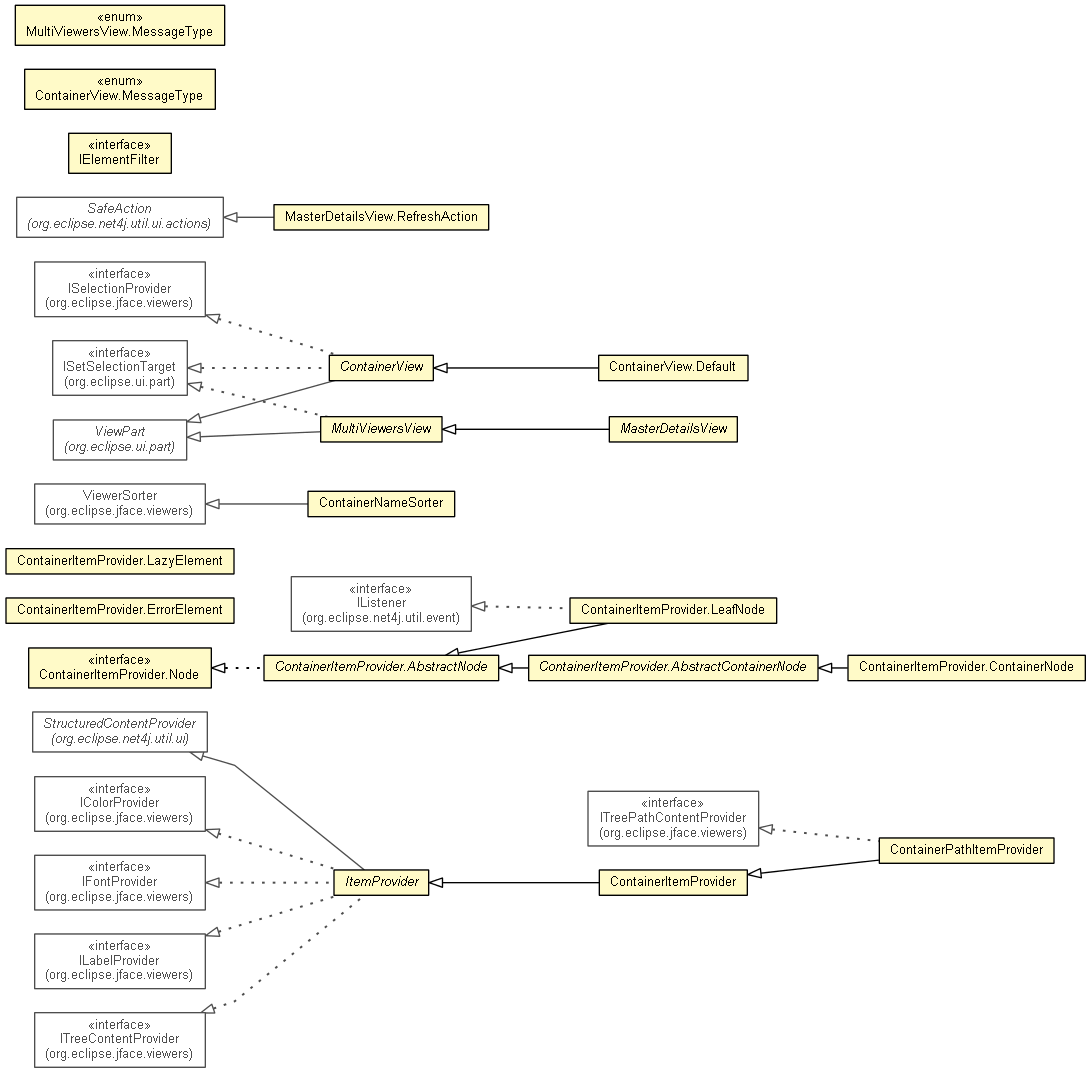 «enum»
MultiViewersView.MessageType
«enum»
ContainerView.MessageType
«interface»
IElementFilter
SafeAction
(org.eclipse.net4j.util.ui.actions)
MasterDetailsView.RefreshAction
«interface»
ISelectionProvider
(org.eclipse.jface.viewers)
«interface»
ISetSelectionTarget
(org.eclipse.ui.part)
ContainerView
ContainerView.Default
ViewPart
(org.eclipse.ui.part)
MultiViewersView
MasterDetailsView
ViewerSorter
(org.eclipse.jface.viewers)
ContainerNameSorter
ContainerItemProvider.LazyElement
ContainerItemProvider.ErrorElement
«interface»
IListener
(org.eclipse.net4j.util.event)
ContainerItemProvider.LeafNode
«interface»
ContainerItemProvider.Node
ContainerItemProvider.AbstractNode
ContainerItemProvider.AbstractContainerNode
ContainerItemProvider.ContainerNode
StructuredContentProvider
(org.eclipse.net4j.util.ui)
«interface»
IColorProvider
(org.eclipse.jface.viewers)
«interface»
ITreePathContentProvider
(org.eclipse.jface.viewers)
ContainerPathItemProvider
«interface»
IFontProvider
(org.eclipse.jface.viewers)
ItemProvider
ContainerItemProvider
«interface»
ILabelProvider
(org.eclipse.jface.viewers)
«interface»
ITreeContentProvider
(org.eclipse.jface.viewers)